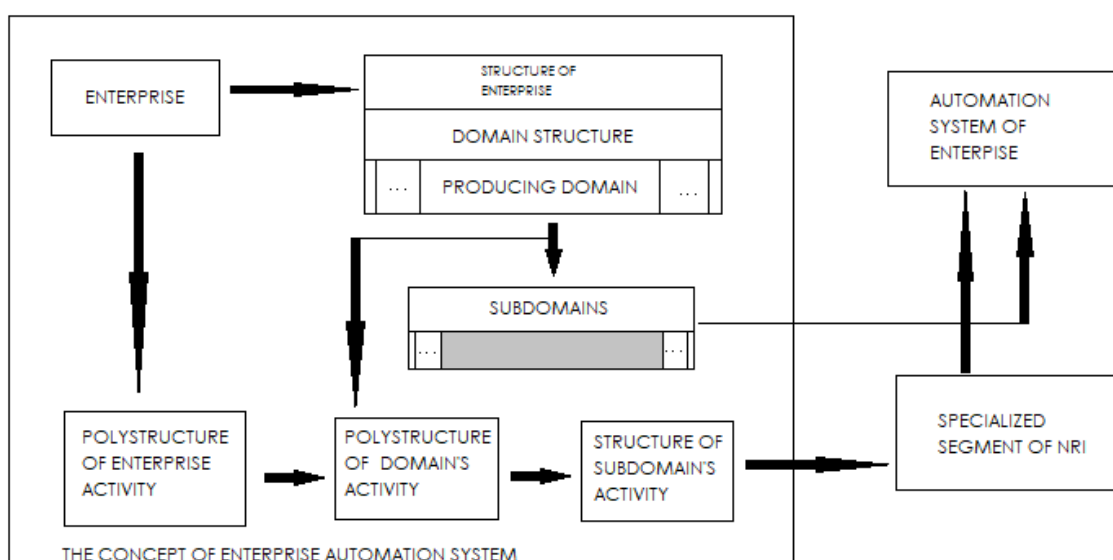 ENTERPRISE
STRUCTURE OF
ENTERPRISE
DOMAIN STRUCTURE
... PRODUCING DOMAIN ...
AUTOMATION
SYSTEM OF
ENTERPISE
SUBDOMAINS
... ...
POLYSTRUCTURE
OF ENTERPRISE
ACTIVITY
POLYSTRUCTURE
OF DOMAIN'S
ACTIVITY
STRUCTURE OF
SUBDOMAIN'S
ACTIVITY
SPECIALIZED
SEGMENT OF NRI
THE CONCEPT OF ENTERPRISE AUTOMATION SYSTEM